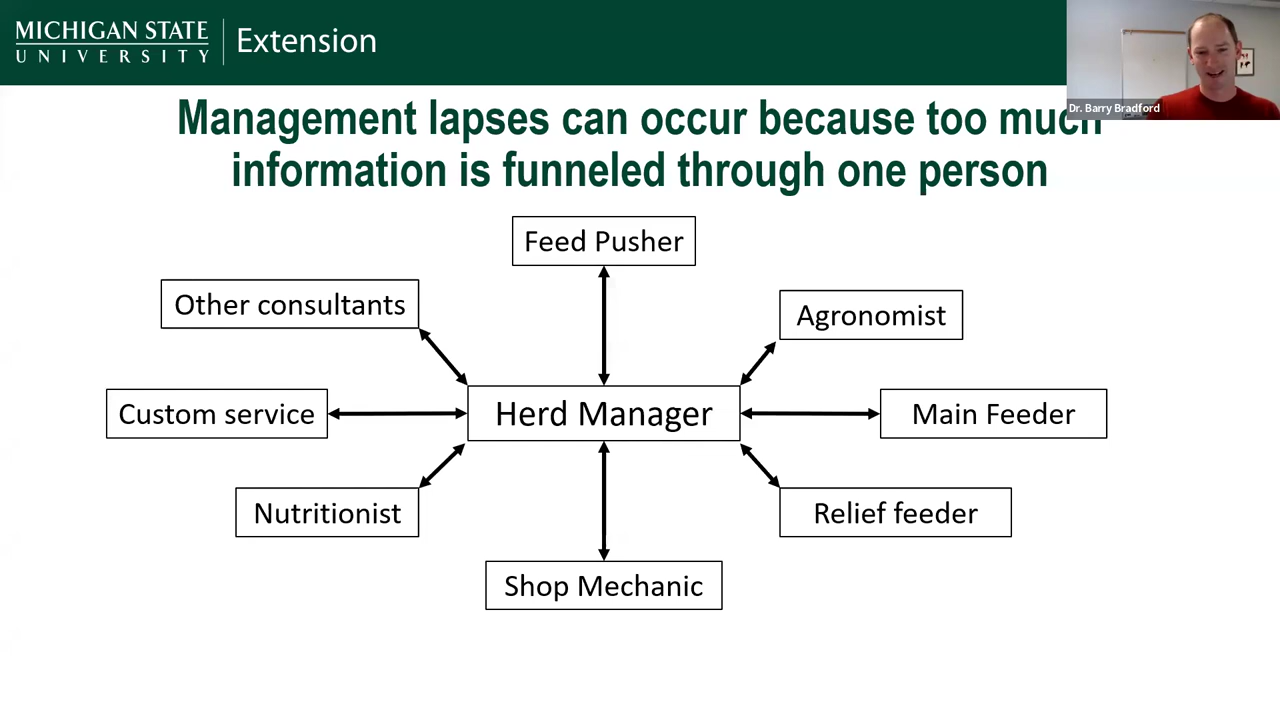 MICHIGAN STATE
UNIVERSITY
Extension
Dr. Barry Bradford
Management lapses can occur because too much
information is funneled through one person
Feed Pusher
Other consultants
Agronomist
Custom service
Herd Manager
Main Feeder
Nutritionist
Relief feeder
Shop Mechanic